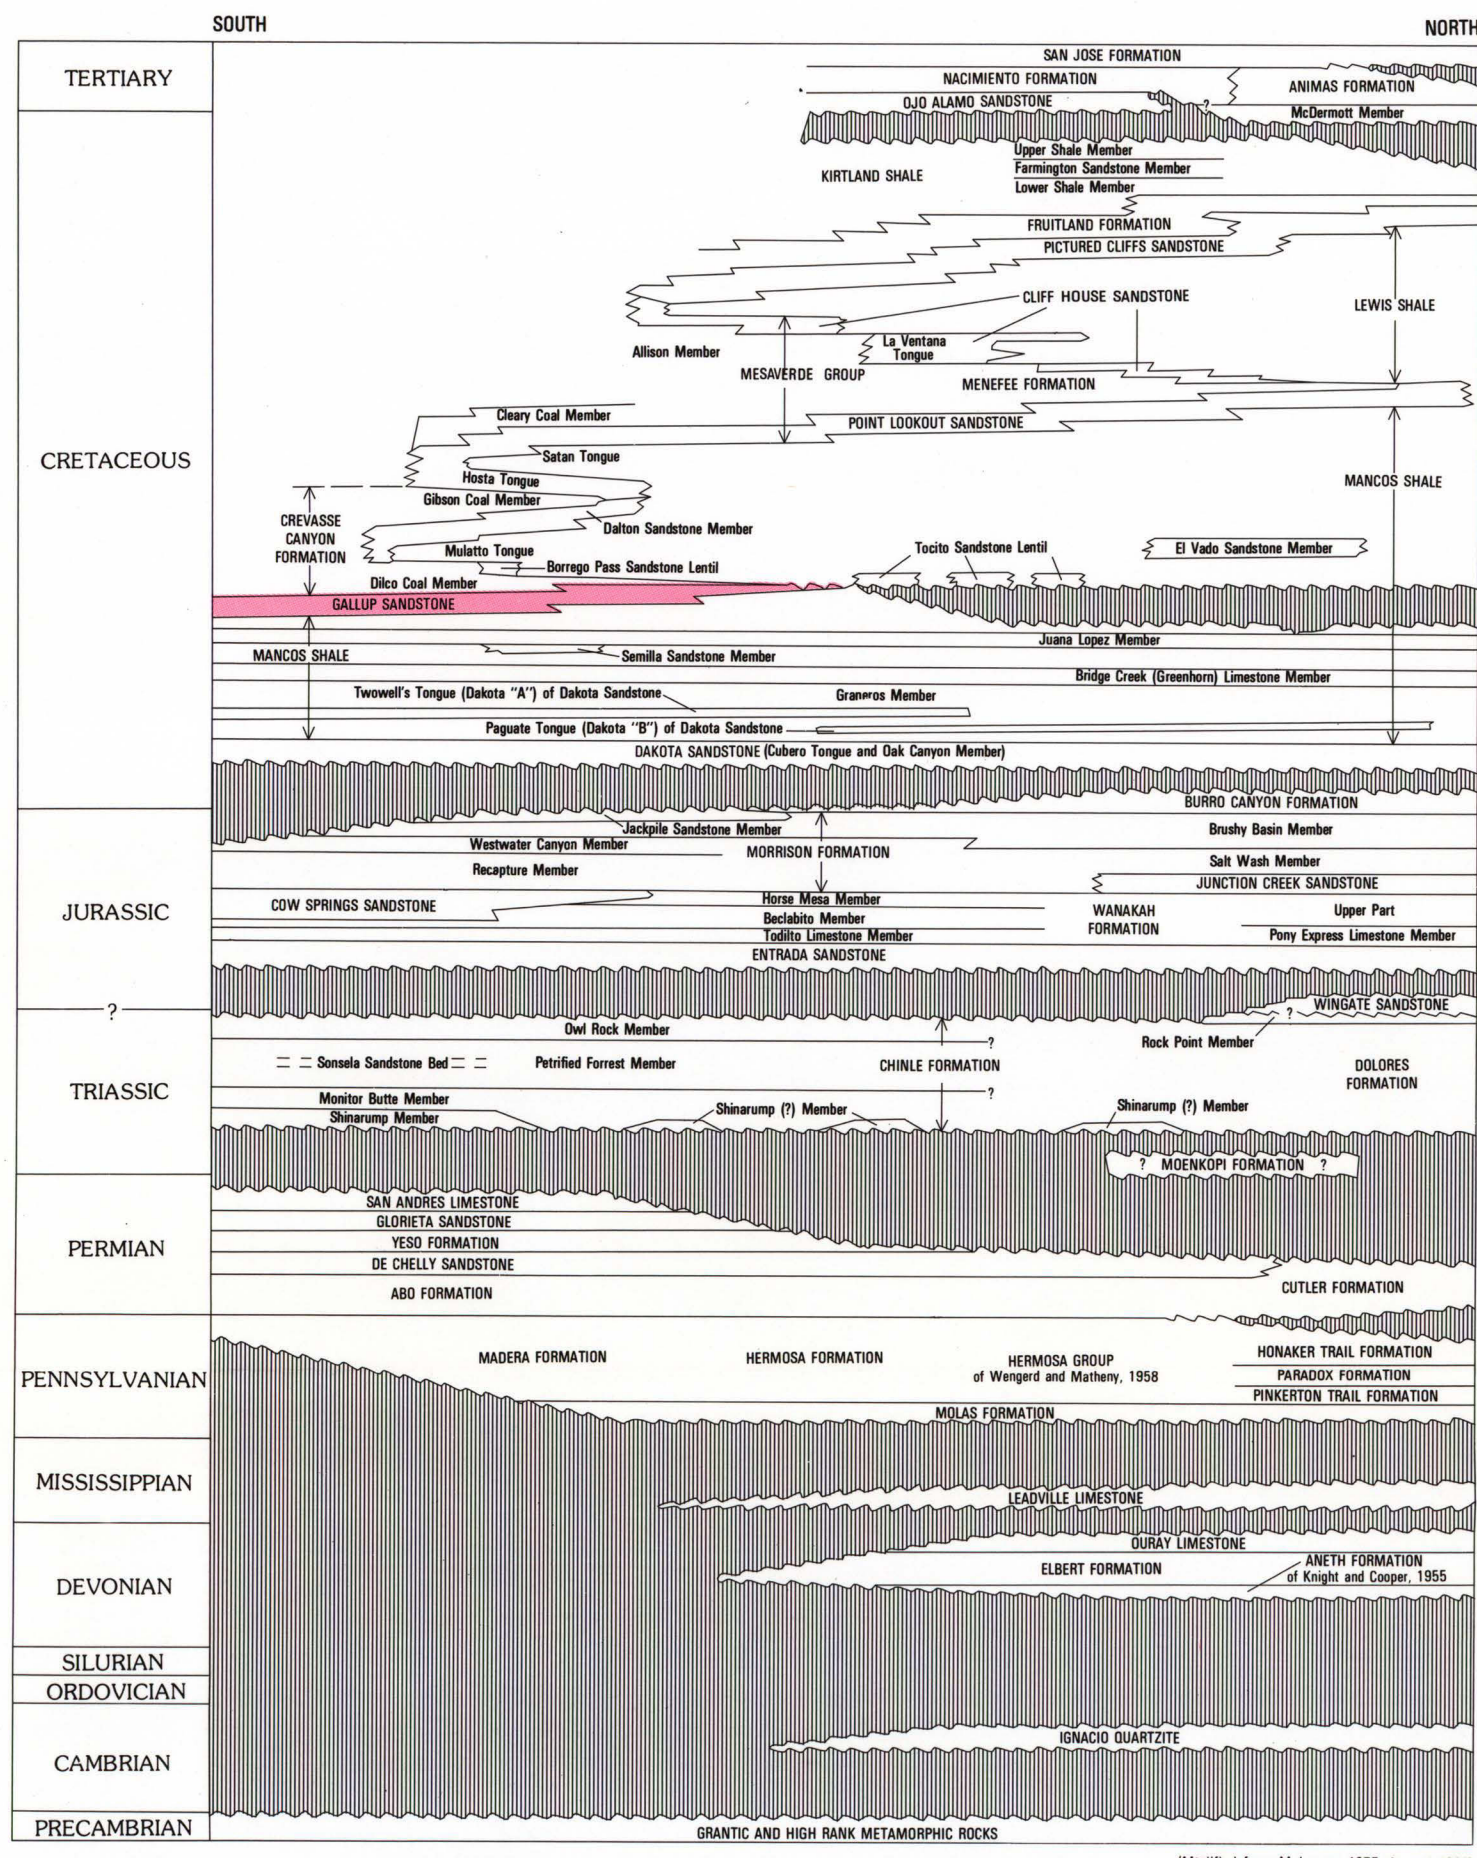 SOUTH
NORTH
TERTIARY
SAN JOSE FORMATION
NACIMIENTO FORMATION
ANIMAS FORMATION
OJO ALAMO SANDSTONE
?
McDermott Member
CRETACEOUS
Upper Shale Member
KIRTLAND SHALE
Farmington Sandstone Member
Lower Shale Member
FRUITLAND FORMATION
PICTURED CLIFFS SANDSTONE
CLIFF HOUSE SANDSTONE
LEWIS SHALE
La Ventana
Tongue
Allison Member
MESAVERDE GROUP
MENEFEE FORMATION
Cleary Coal Member
POINT LOOKOUT SANDSTONE
Satan Tongue
Hosta Tongue
MANCOS SHALE
Gibson Coal Member
CREVASSE
CANYON
FORMATION
Dalton Sandstone Member
Mulatto Tongue
Tocito Sandstone Lentil
El Vado Sandstone Member
Borrego Pass Sandstone Lentil
Dilco Coal Member
GALLUP SANDSTONE
Juana Lopez Member
MANCOS SHALE
Semilla Sandstone Member
Bridge Creek (Greenhorn) Limestone Member
Twowell's Tongue (Dakota "A") of Dakota Sandstone
Graneros Member
Paguate Tongue (Dakota "B") of Dakota Sandstone
DAKOTA SANDSTONE (Cubero Tongue and Oak Canyon Member)
BURRO CANYON FORMATION
JURASSIC
Jackpile Sandstone Member
Brushy Basin Member
Westwater Canyon Member
MORRISON FORMATION
Recapture Member
Salt Wash Member
JUNCTION CREEK SANDSTONE
Horse Mesa Member
COW SPRINGS SANDSTONE
WANAKAH
FORMATION
Upper Part
Beclabito Member
Todilto Limestone Member
Pony Express Limestone Member
ENTRADA SANDSTONE
?
WINGATE SANDSTONE
?
TRIASSIC
Owl Rock Member
?
Rock Point Member
Sonsela Sandstone Bed
Petrified Forrest Member
CHINLE FORMATION
DOLORES
FORMATION
?
Monitor Butte Member
Shinarump Member
Shinarump (?) Member
Shinarump (?) Member
? MOENKOPI FORMATION ?
PERMIAN
SAN ANDRES LIMESTONE
GLORIETA SANDSTONE
YESO FORMATION
DE CHELLY SANDSTONE
ABO FORMATION
CUTLER FORMATION
PENNSYLVANIAN
MADERA FORMATION
HERMOSA FORMATION
HERMOSA GROUP
of Wengerd and Matheny, 1958
HONAKER TRAIL FORMATION
PARADOX FORMATION
PINKERTON TRAIL FORMATION
MOLAS FORMATION
MISSISSIPPIAN
LEADVILLE LIMESTONE
DEVONIAN
OURAY LIMESTONE
ELBERT FORMATION
ANETH FORMATION
of Knight and Cooper, 1955
SILURIAN
ORDOVICIAN
CAMBRIAN
IGNACIO QUARTZITE
PRECAMBRIAN
GRANTIC AND HIGH RANK METAMORPHIC ROCKS